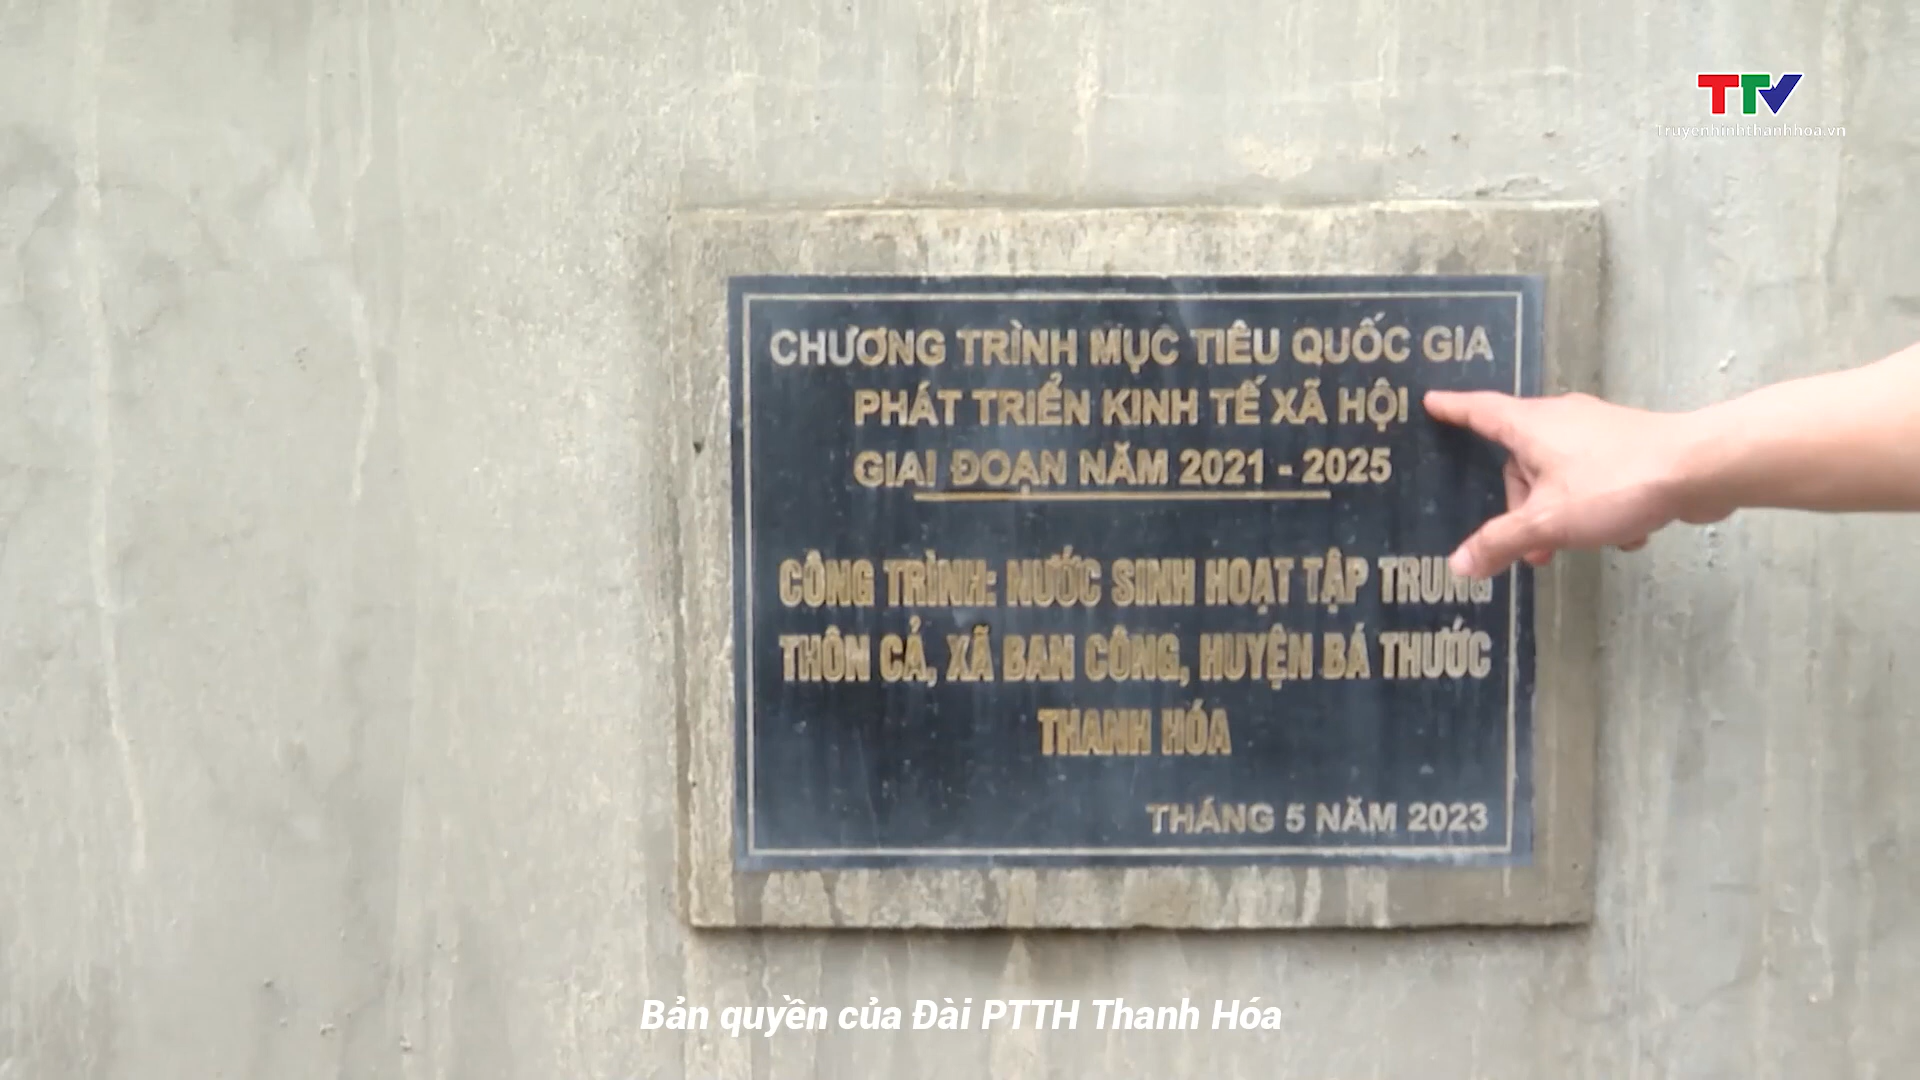 TTV
Truyenhinhthanhhoa.vn
CHƯƠNG TRÌNH MỤC TIÊU QUỐC GIA
PHÁT TRIỂN KINH TẾ XÃ HỘI
GIAI ĐOẠN NĂM 2021 - 2025
CÔNG TRÌNH: NƯỚC SINH HOẠT TẬP TRUNG
THÔN CẢ, XÃ BAN CÔNG, HUYỆN BÁ THƯỚC
THANH HÓA
THÁNG 5 NĂM 2023
Bản quyền của Đài PTTH Thanh Hóa